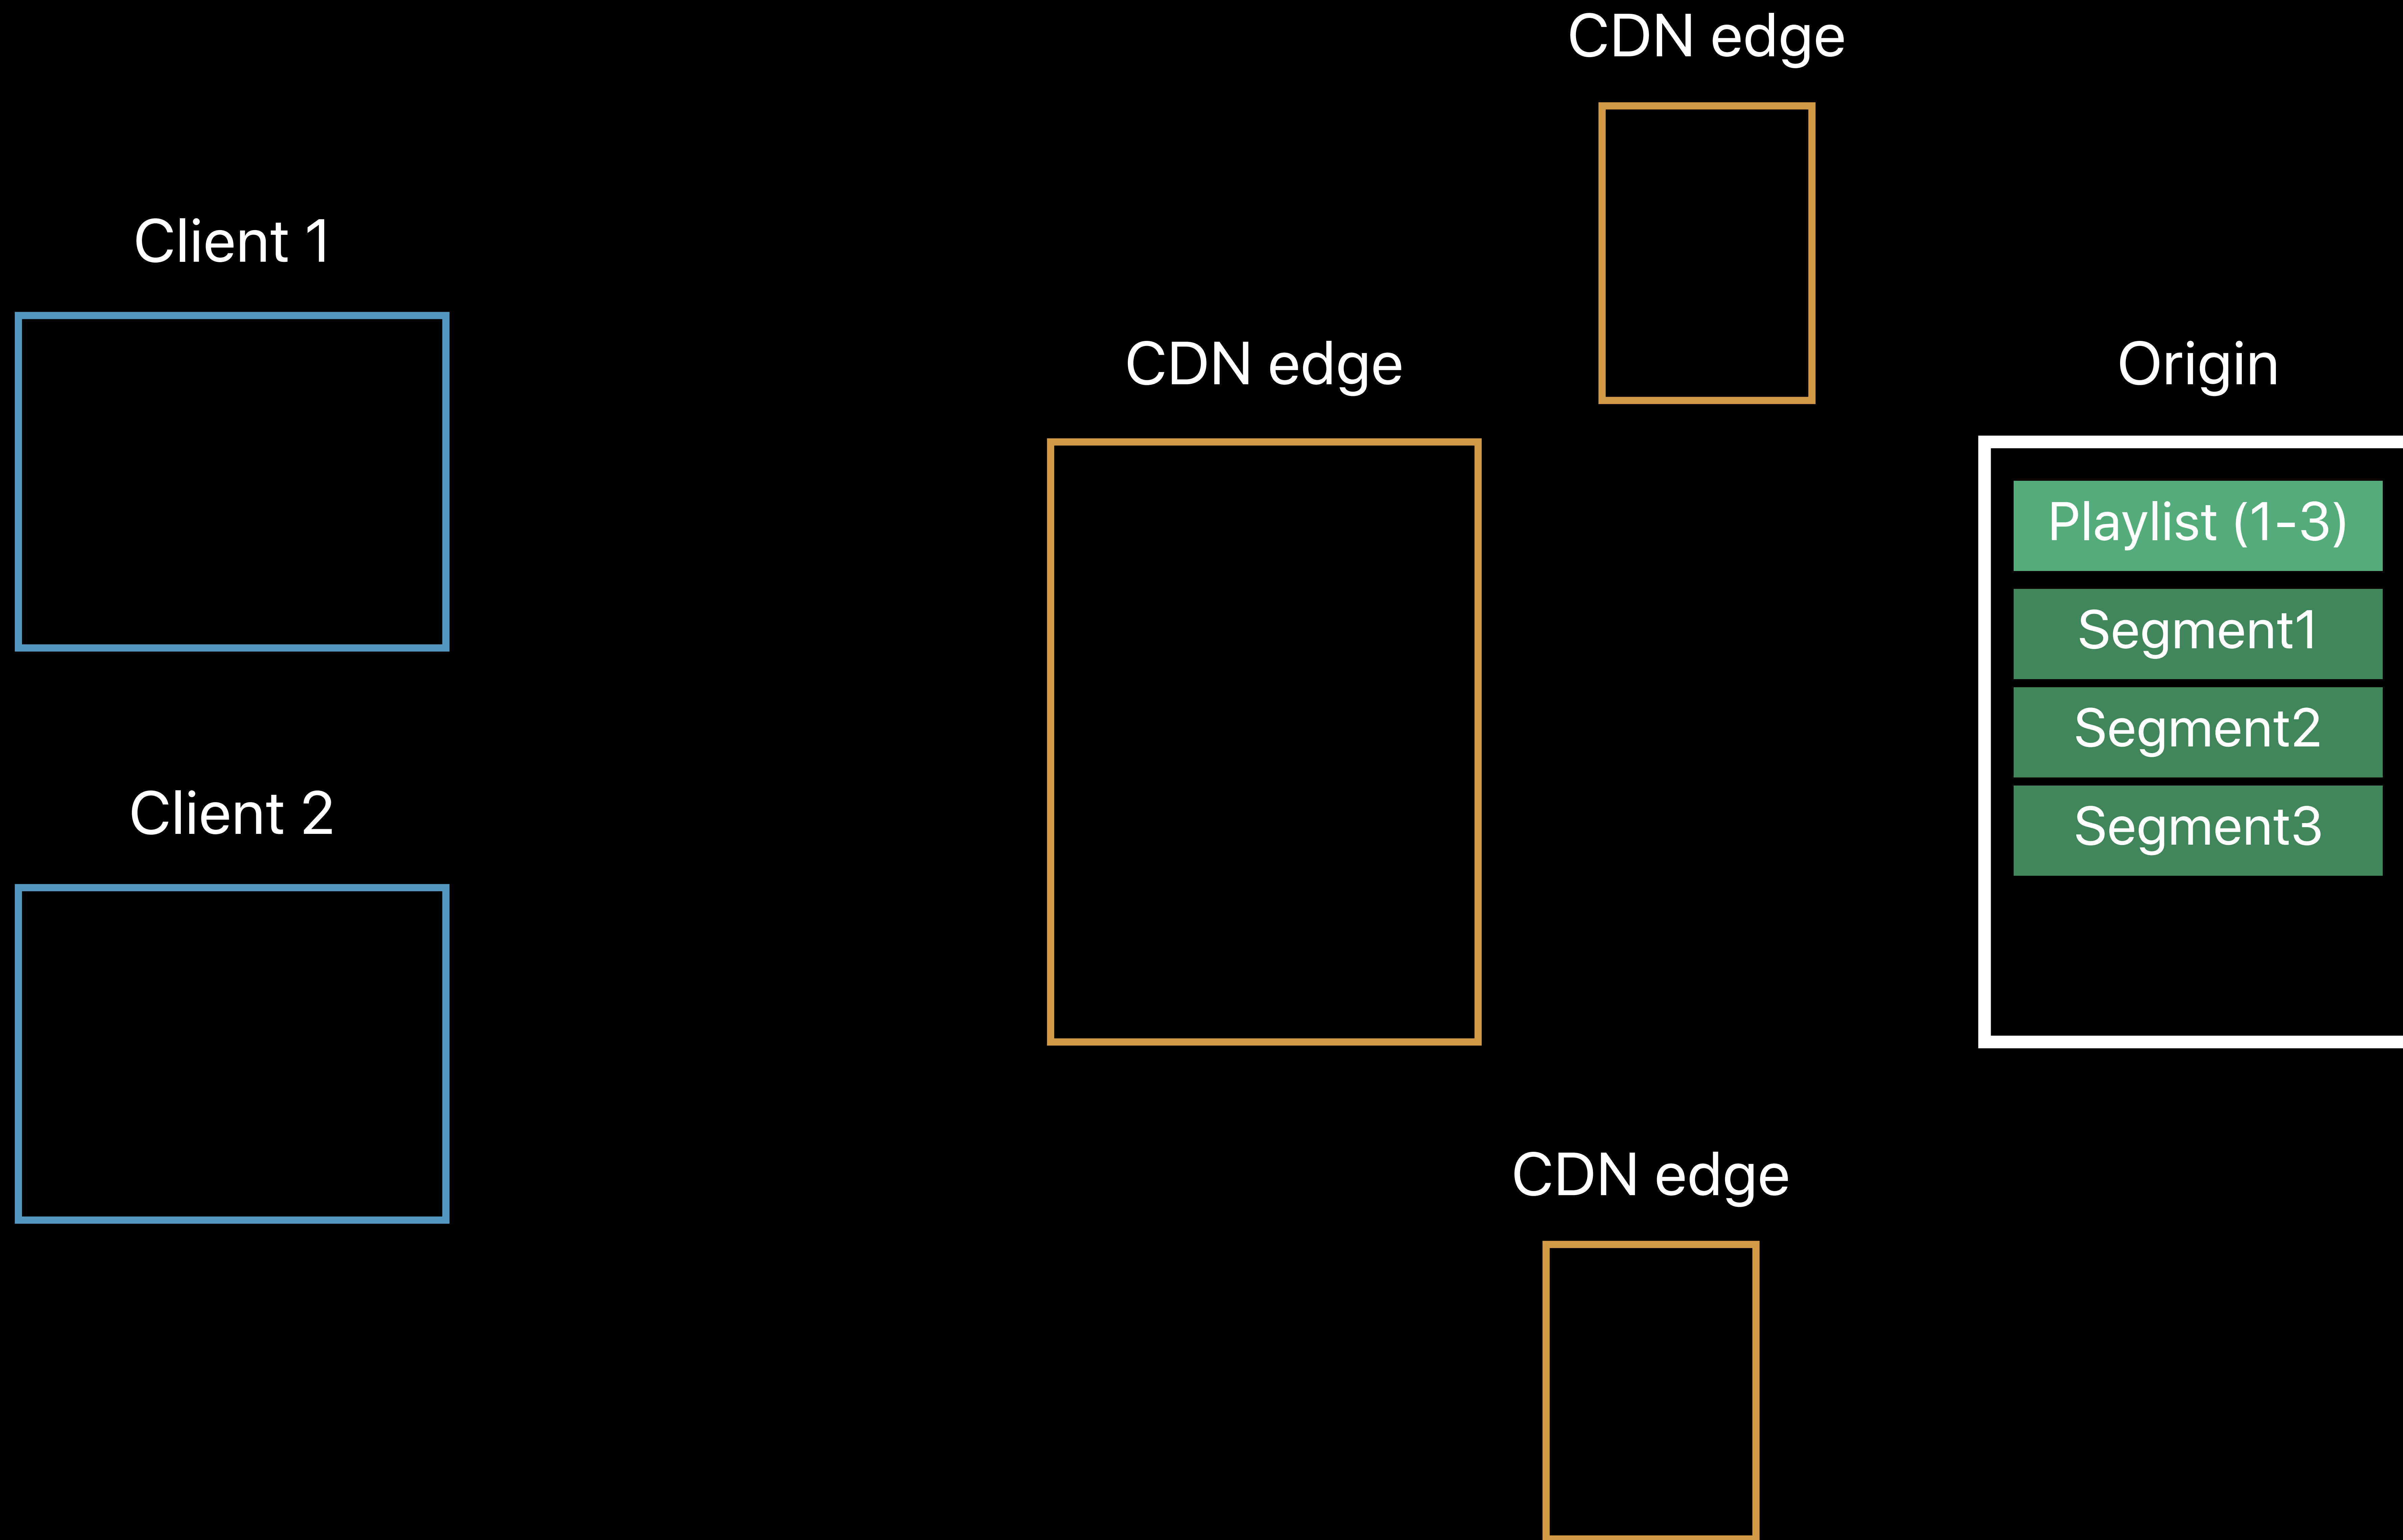 CDN edge
Client 1
CDN edge
Origin
Playlist (1-3)
Segment1
Segment2
Segment3
Client 2
CDN edge